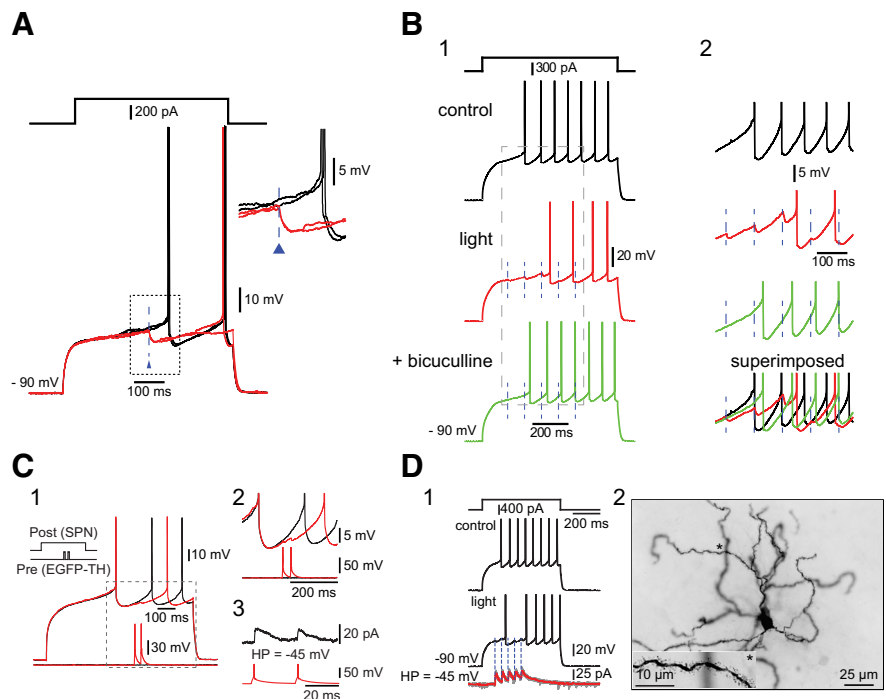 A
200 pA
5 mV
10 mV
- 90 mV
100 ms
B
1
300 pA
control
light
20 mV
+ bicuculline
- 90 mV
200 ms
2
5 mV
100 ms
superimposed
C
1
Post (SPN)
Pre (EGFP-TH)
10 mV
100 ms
30 mV
2
5 mV
50 mV
200 ms
3
20 pA
HP = -45 mV
50 mV
20 ms
D
1
400 pA
200 ms
control
light
-90 mV
20 mV
HP = -45 mV
25 pA
2
*
*
10 µm
25 µm